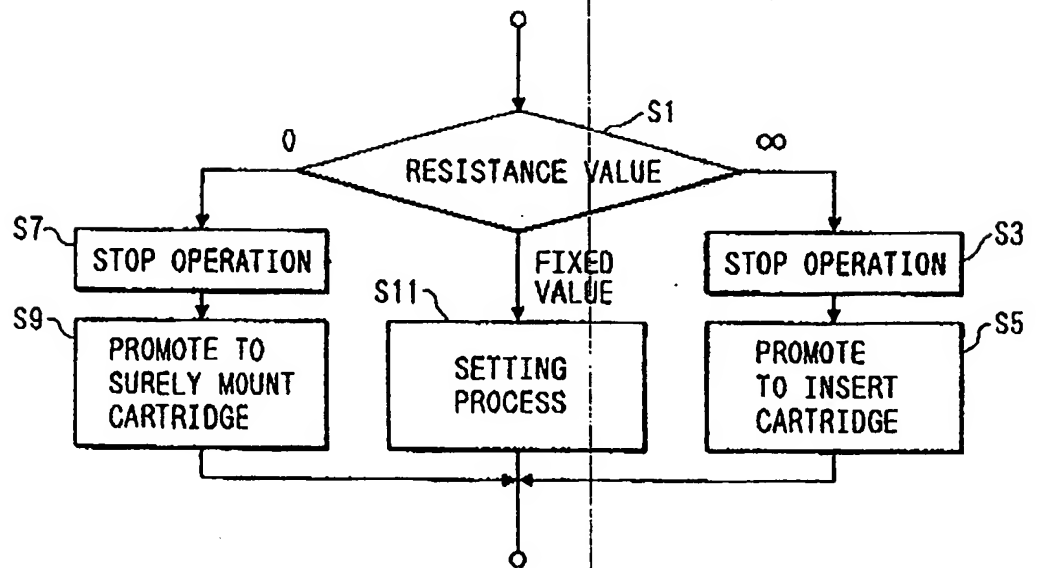 S1
0
∞
RESISTANCE VALUE
S7
STOP OPERATION
FIXED
VALUE
STOP OPERATION
S3
S11
S9
PROMOTE TO
SURELY MOUNT
CARTRIDGE
SETTING
PROCESS
PROMOTE
TO INSERT
CARTRIDGE
S5